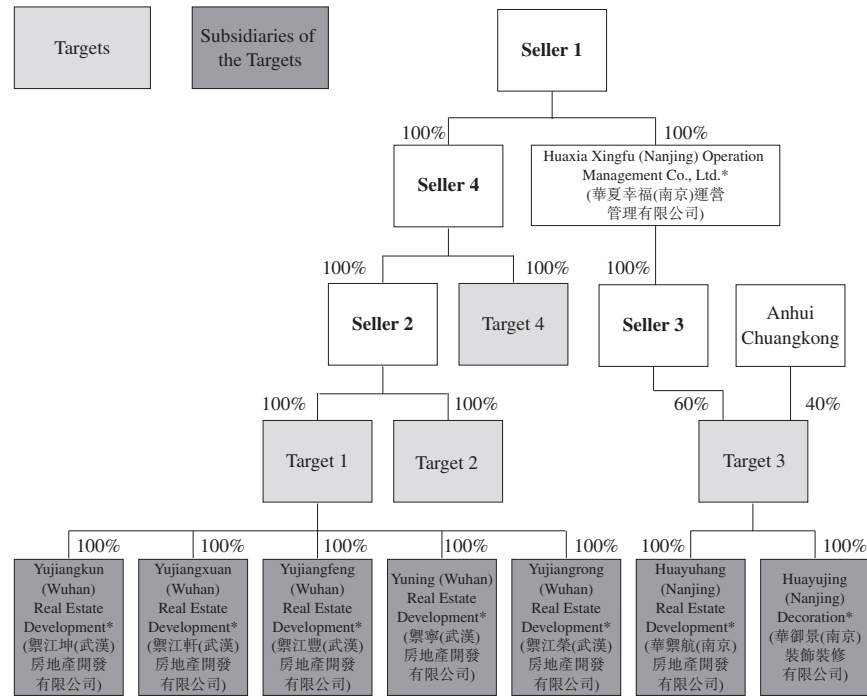 Targets
Subsidiaries of
the Targets
Seller 1
100%
100%
Seller 4
Huaxia Xingfu (Nanjing) Operation
Management Co., Ltd.*
(華夏幸福(南京)運營
管理有限公司)
100%
100%
100%
Seller 2
Target 4
Seller 3
Anhui
Chuangkong
100%
100%
60%
40%
Target 1
Target 2
Target 3
100%
100%
100%
100%
100%
100%
100%
Yujiangkun
(Wuhan)
Real Estate
Development*
(禦江坤(武漢)
房地產開發
有限公司)
Yujiangxuan
(Wuhan)
Real Estate
Development*
(禦江軒(武漢)
房地產開發
有限公司)
Yujiangfeng
(Wuhan)
Real Estate
Development*
(禦江豐(武漢)
房地產開發
有限公司)
Yuning (Wuhan)
Real Estate
Development*
(禦寧(武漢)
房地產開發
有限公司)
Yujiangrong
(Wuhan)
Real Estate
Development*
(禦江榮(武漢)
房地產開發
有限公司)
Huayuhang
(Nanjing)
Real Estate
Development*
(華禦航(南京)
房地產開發
有限公司)
Huayujing
(Nanjing)
Decoration*
(華御景(南京)
裝飾裝修
有限公司)